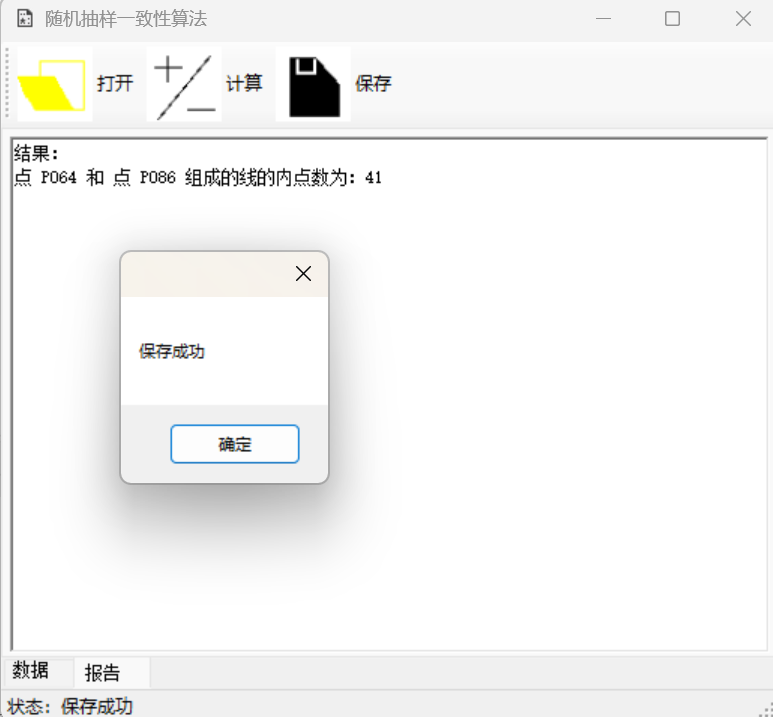 随机抽样一致性算法
打开 计算 保存
结果:
点 P064 和 点 P086 组成的线的内点数为: 41
保存成功
确定
数据 报告
状态: 保存成功